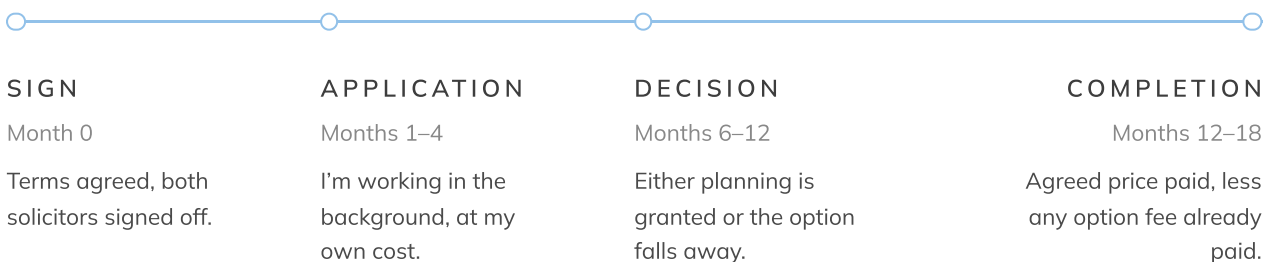 SIGN
Month 0
Terms agreed, both
solicitors signed off.
APPLICATION
Months 1–4
I’m working in the
background, at my
own cost.
DECISION
Months 6–12
Either planning is
granted or the option
falls away.
COMPLETION
Months 12–18
Agreed price paid, less
any option fee already
paid.